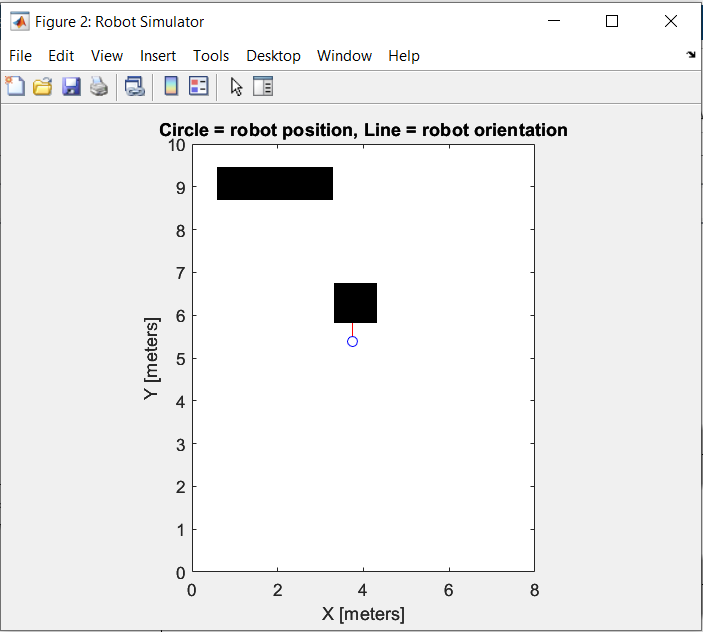 Figure 2: Robot Simulator
File Edit View Insert Tools Desktop Window Help
Circle = robot position, Line = robot orientation
10
9
8
7
6
5
4
3
2
1
0
Y [meters]
0 2 4 6 8
X [meters]